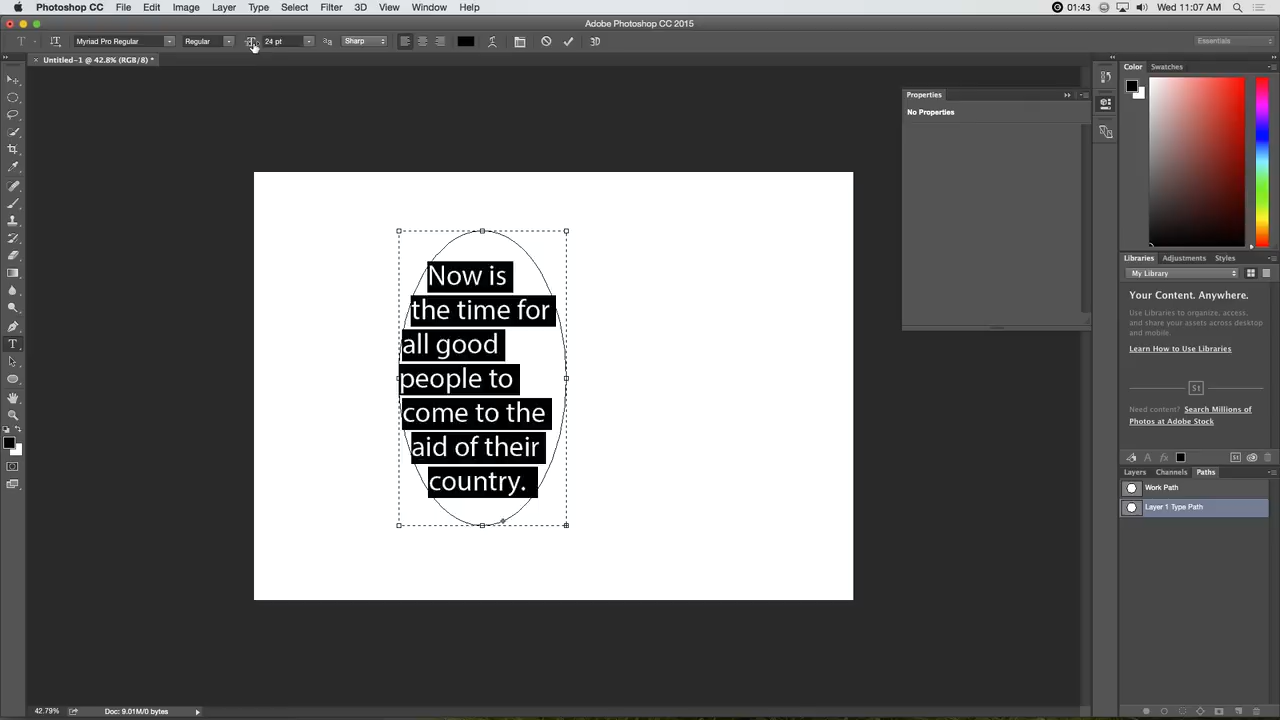 Photoshop CC File Edit Image Layer Type Select Filter 3D View Window Help 01:43 Wed 11:07 AM
Adobe Photoshop CC 2015
Myriad Pro Regular Regular 24 pt Sharp 3D Essentials
× Untitled-1 @ 42.8% (RGB/8) *
Color Swatches
Properties
No Properties
Now is
the time for
all good
people to
come to the
aid of their
country.
Libraries Adjustments Styles
My Library
Your Content. Anywhere.
Use Libraries to organize, access,
and share your assets across desktop
and mobile.
Learn How to Use Libraries
St
Need content? Search Millions of
Photos at Adobe Stock
Layers Channels Paths
Work Path
Layer 1 Type Path
42.79% Doc: 9.01M/0 bytes